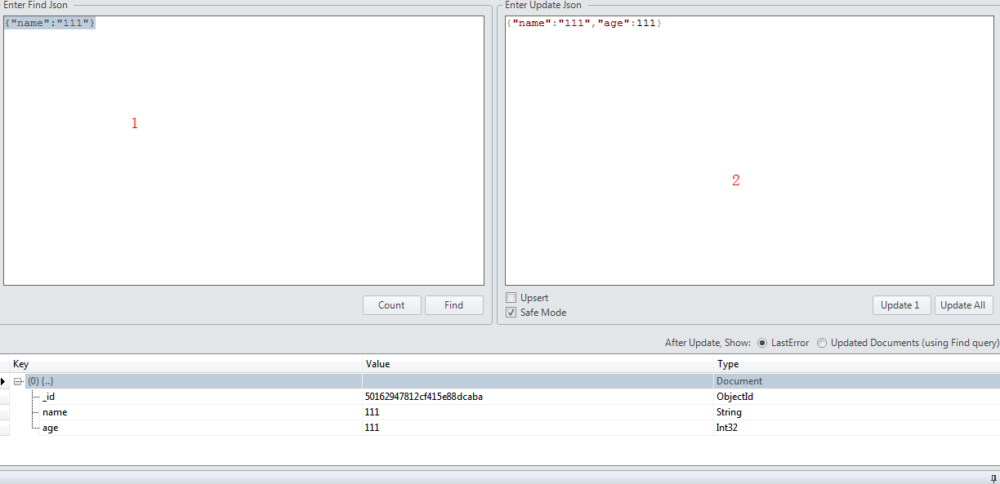 Enter Find Json
{"name":"111"}
1
Count
Find
Enter Update Json
{"name":"111","age":111}
2
Upsert
Safe Mode
Update 1
Update All
After Update, Show: LastError Updated Documents (using Find query)
Key Value Type
(0) {..} Document
_id 50162947812cf415e88dcaba ObjectId
name 111 String
age 111 Int32